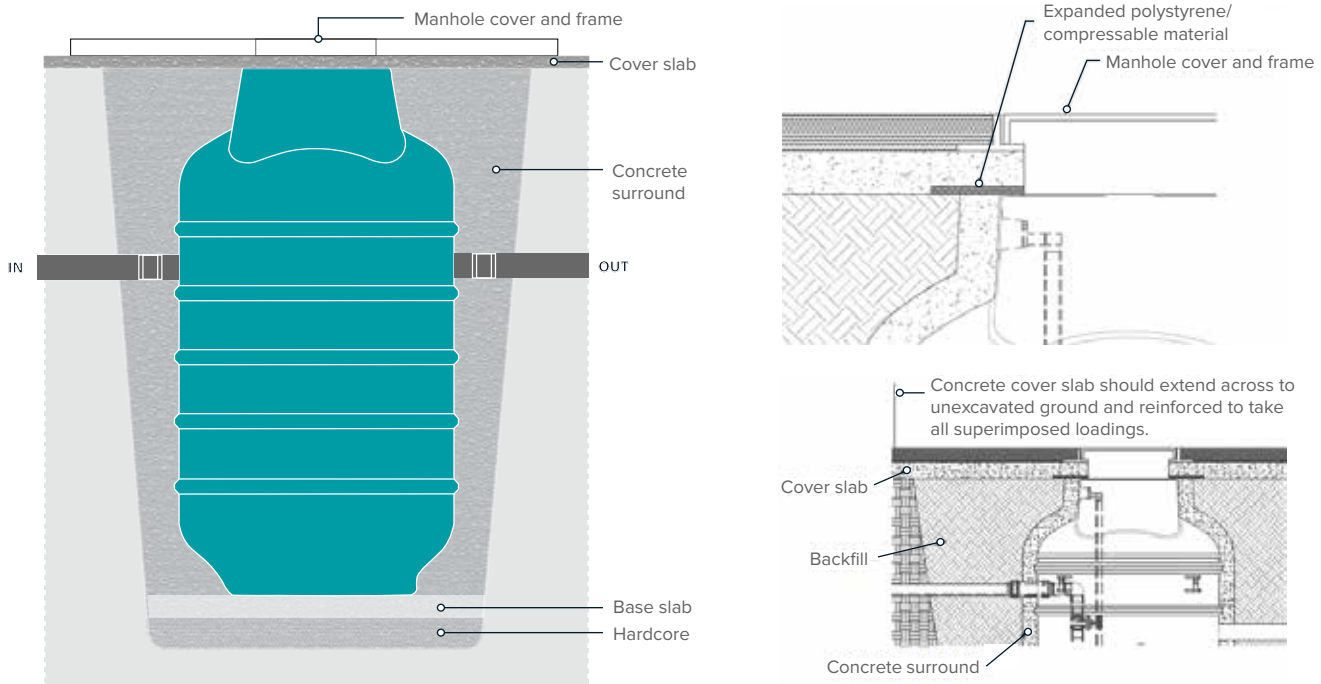 Manhole cover and frame
Cover slab
Concrete
surround
IN
OUT
Base slab
Hardcore
Expanded polystyrene/
compressable material
Manhole cover and frame
Concrete cover slab should extend across to
unexcavated ground and reinforced to take
all superimposed loadings.
Cover slab
Backfill
Concrete surround